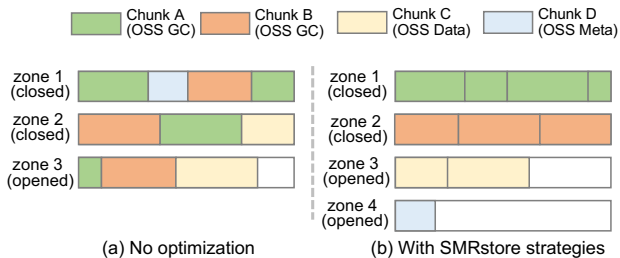 Chunk A
(OSS GC)
Chunk B
(OSS GC)
Chunk C
(OSS Data)
Chunk D
(OSS Meta)
zone 1
(closed)
zone 2
(closed)
zone 3
(opened)
(a) No optimization
zone 1
(closed)
zone 2
(closed)
zone 3
(opened)
zone 4
(opened)
(b) With SMRstore strategies